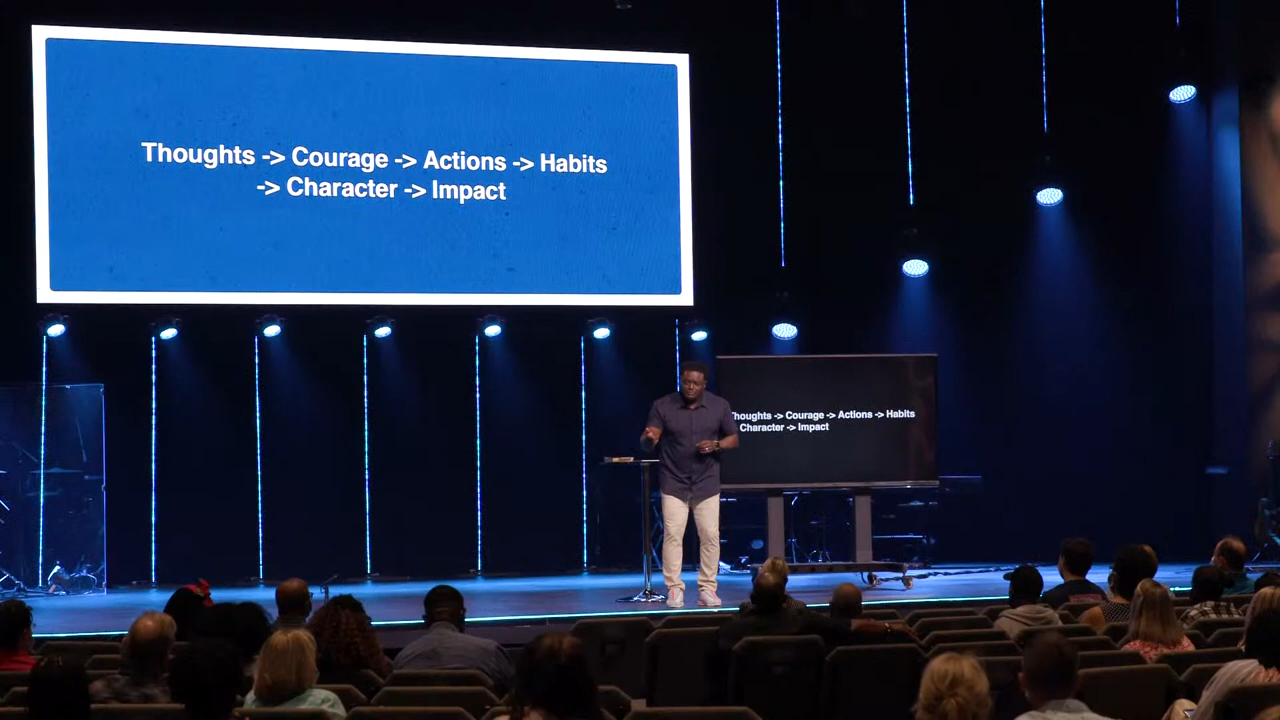 Thoughts -> Courage -> Actions -> Habits
-> Character -> Impact
Thoughts -> Courage -> Actions -> Habits
Character -> Impact